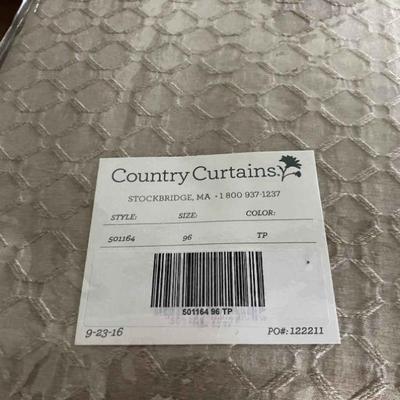 Country Curtains.
STOCKBRIDGE, MA • 1 800 937-1237
STYLE: SIZE: COLOR:
501164 96 TP
501164 96 TP
9-23-16 PO#: 122211